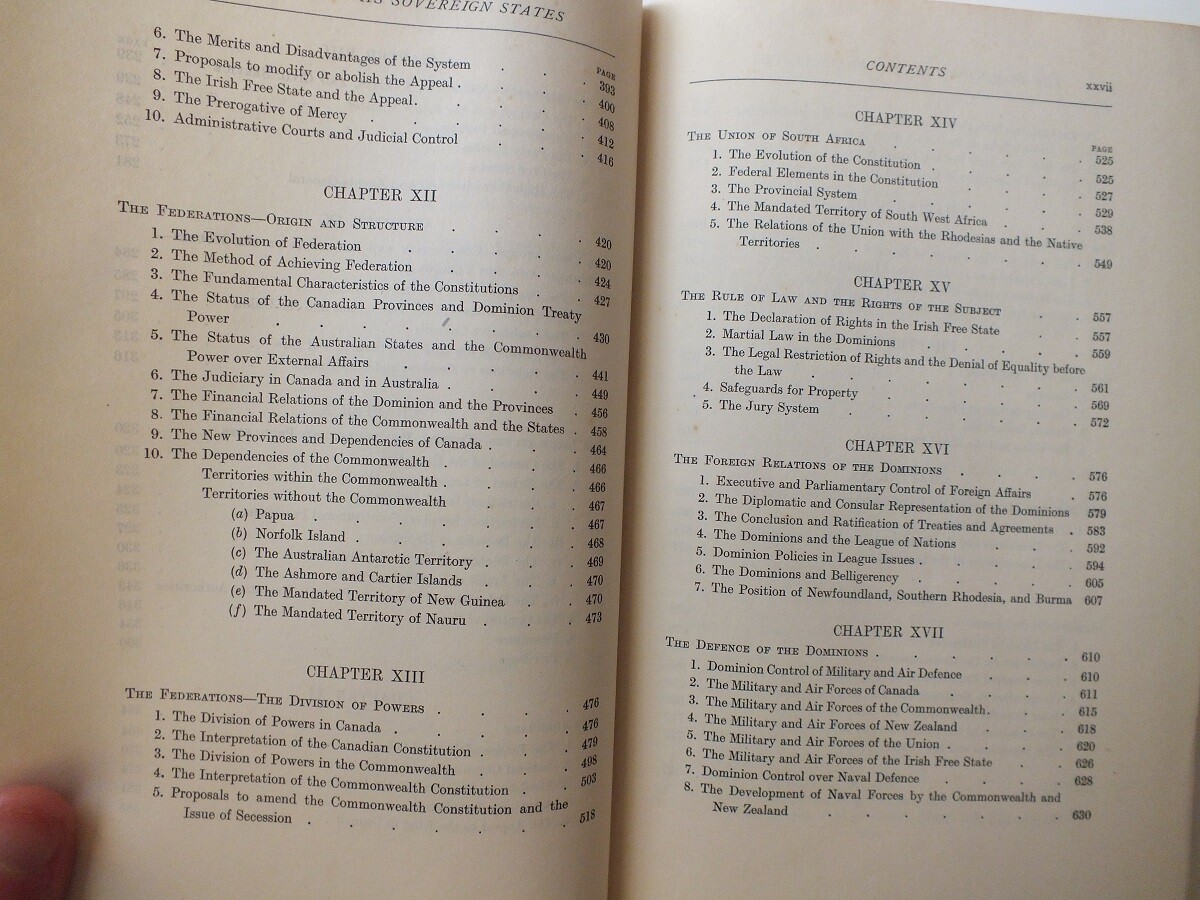 SOVEREIGN STATES
PAGE
6. The Merits and Disadvantages of the System . . . 393
7. Proposals to modify or abolish the Appeal . . . . 400
8. The Irish Free State and the Appeal . . . . 408
9. The Prerogative of Mercy . . . . . . 412
10. Administrative Courts and Judicial Control . . . 416
CHAPTER XII
The Federations—Origin and Structure . . . . 420
1. The Evolution of Federation . . . . 420
2. The Method of Achieving Federation . . . . 424
3. The Fundamental Characteristics of the Constitutions . . 427
4. The Status of the Canadian Provinces and Dominion Treaty
Power . . . . . . . . 430
5. The Status of the Australian States and the Commonwealth
Power over External Affairs . . . . . 441
6. The Judiciary in Canada and in Australia . . . . 449
7. The Financial Relations of the Dominion and the Provinces . 456
8. The Financial Relations of the Commonwealth and the States . 458
9. The New Provinces and Dependencies of Canada . . . 464
10. The Dependencies of the Commonwealth . . . . 466
Territories within the Commonwealth . . . . 466
Territories without the Commonwealth . . . . 467
(a) Papua . . . . . . . 467
(b) Norfolk Island . . . . . . 468
(c) The Australian Antarctic Territory . . . 469
(d) The Ashmore and Cartier Islands . . . 470
(e) The Mandated Territory of New Guinea . . 470
(f) The Mandated Territory of Nauru . . . 473
CHAPTER XIII
The Federations—The Division of Powers . . . . 476
1. The Division of Powers in Canada . . . . 476
2. The Interpretation of the Canadian Constitution . . . 479
3. The Division of Powers in the Commonwealth . . . 498
4. The Interpretation of the Commonwealth Constitution . . 503
5. Proposals to amend the Commonwealth Constitution and the
Issue of Secession . . . . . . . 518
CONTENTS xxvii
CHAPTER XIV
PAGE
The Union of South Africa . . . . . . 525
1. The Evolution of the Constitution . . . . 525
2. Federal Elements in the Constitution . . . . 527
3. The Provincial System . . . . . 529
4. The Mandated Territory of South West Africa . . . 538
5. The Relations of the Union with the Rhodesias and the Native
Territories . . . . . . . 549
CHAPTER XV
The Rule of Law and the Rights of the Subject . . 557
1. The Declaration of Rights in the Irish Free State . . 557
2. Martial Law in the Dominions . . . . . 559
3. The Legal Restriction of Rights and the Denial of Equality before
the Law . . . . . . . . 561
4. Safeguards for Property . . . . . . 569
5. The Jury System . . . . . . 572
CHAPTER XVI
The Foreign Relations of the Dominions . . . . 576
1. Executive and Parliamentary Control of Foreign Affairs . 576
2. The Diplomatic and Consular Representation of the Dominions 579
3. The Conclusion and Ratification of Treaties and Agreements . 583
4. The Dominions and the League of Nations . . . 592
5. Dominion Policies in League Issues . . . . 594
6. The Dominions and Belligerency . . . . . 605
7. The Position of Newfoundland, Southern Rhodesia, and Burma 607
CHAPTER XVII
The Defence of the Dominions . . . . . . 610
1. Dominion Control of Military and Air Defence . . . 610
2. The Military and Air Forces of Canada . . . . 611
3. The Military and Air Forces of the Commonwealth . . . 615
4. The Military and Air Forces of New Zealand . . . 618
5. The Military and Air Forces of the Union . . . . 620
6. The Military and Air Forces of the Irish Free State . . 626
7. Dominion Control over Naval Defence . . . . 628
8. The Development of Naval Forces by the Commonwealth and
New Zealand . . . . . . . 630